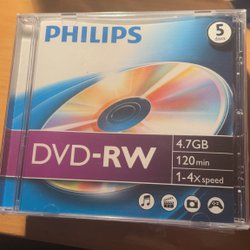 PHILIPS
5
DVD-RW
4.7GB
120min
1-4x speed